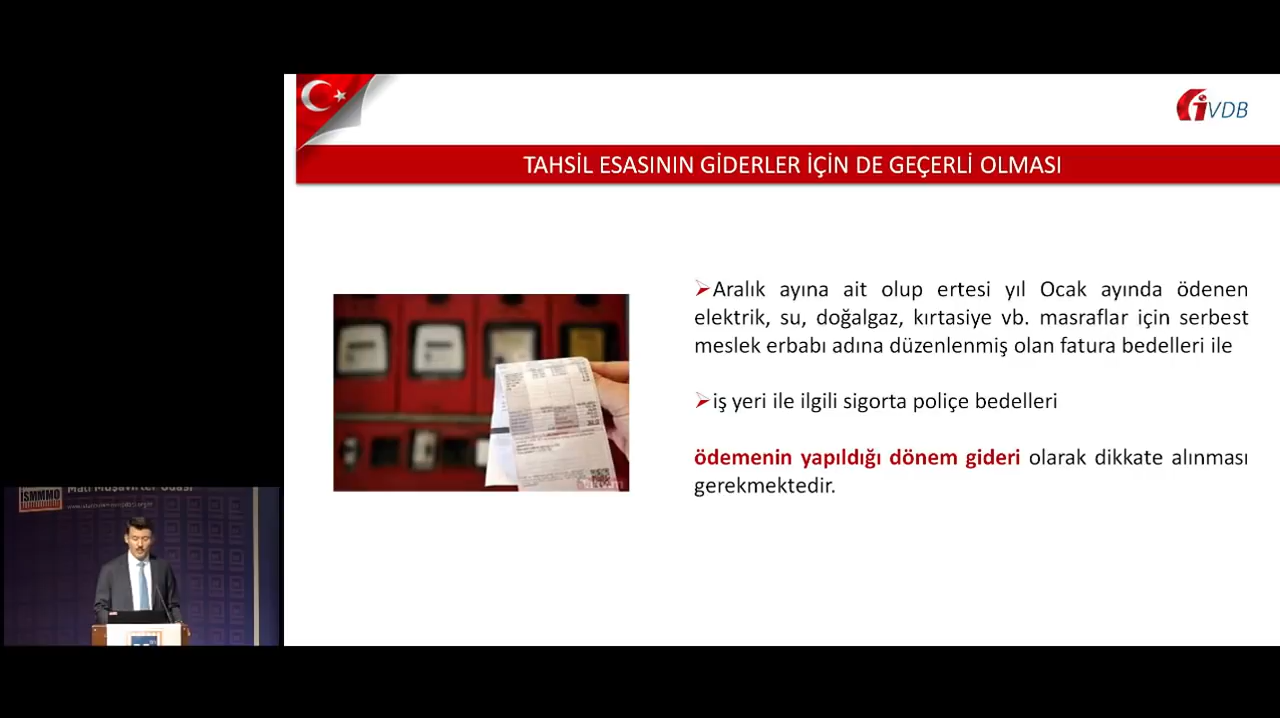 VDB
TAHSİL ESASININ GİDERLER İÇİN DE GEÇERLİ OLMASI
➢Aralık ayına ait olup ertesi yıl Ocak ayında ödenen
elektrik, su, doğalgaz, kırtasiye vb. masraflar için serbest
meslek erbabı adına düzenlenmiş olan fatura bedelleri ile
➢iş yeri ile ilgili sigorta poliçe bedelleri
ödemenin yapıldığı dönem gideri olarak dikkate alınması
gerekmektedir.
İSMMMO
Mali Müşavirler Odası